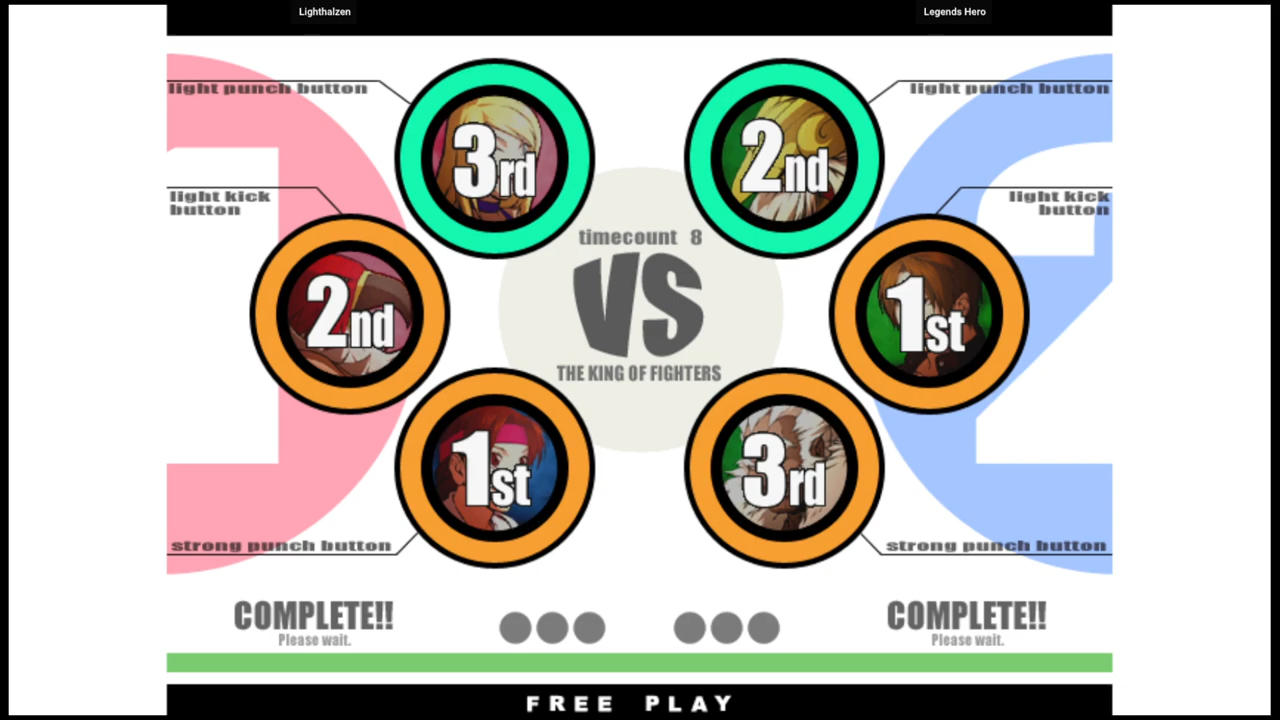 Lighthalzen
Legends Hero
light punch button
light punch button
3rd
2nd
light kick
button
light kick
button
timecount 8
VS
THE KING OF FIGHTERS
2nd
1st
1st
3rd
strong punch button
strong punch button
COMPLETE!!
Please wait.
COMPLETE!!
Please wait.
FREE PLAY